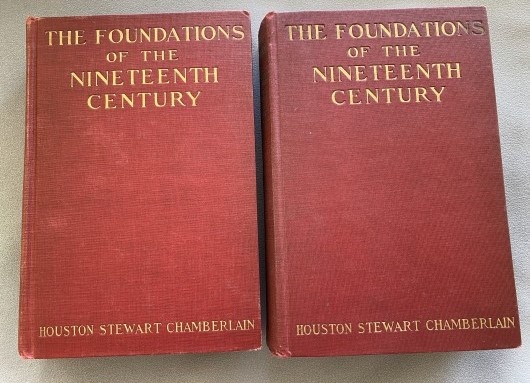 THE FOUNDATIONS
OF THE
NINETEENTH
CENTURY
HOUSTON STEWART CHAMBERLAIN
THE FOUNDATIONS
OF THE
NINETEENTH
CENTURY
HOUSTON STEWART CHAMBERLAIN